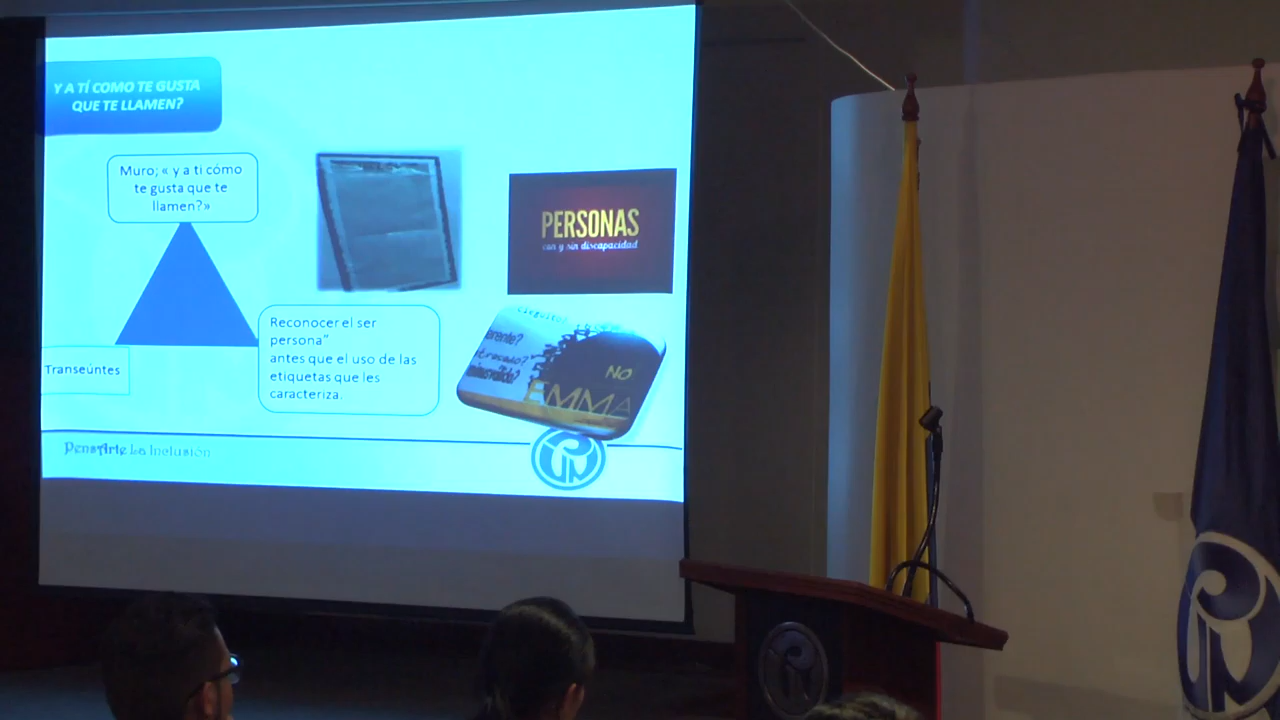 Y A TÍ COMO TE GUSTA
QUE TE LLAMEN?
Muro; « y a ti cómo
te gusta que te
llamen?»
PERSONAS
con y sin discapacidad
Reconocer el ser
persona"
antes que el uso de las
etiquetas que les
caracteriza.
Transeúntes
NO
EMMA
PensArte La Inclusión